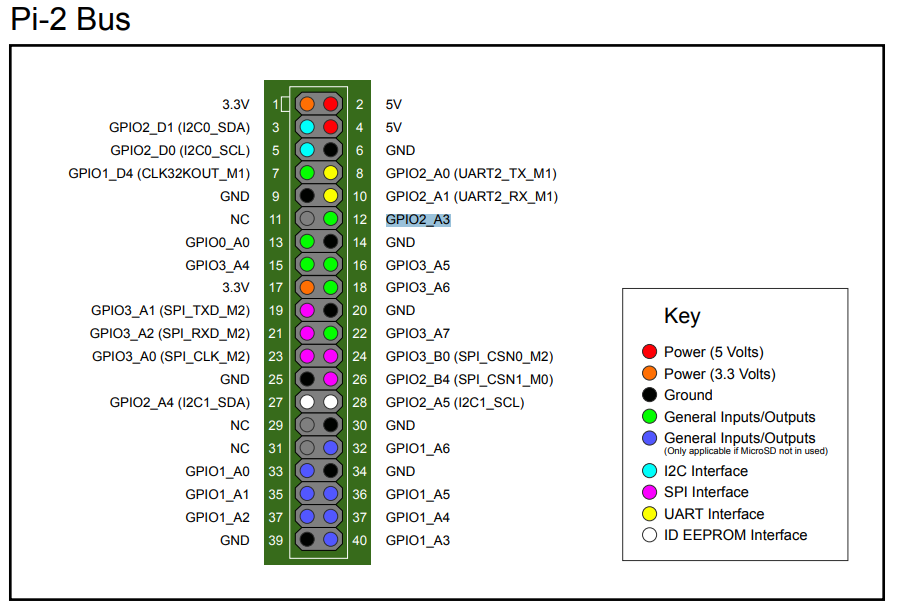 Pi-2 Bus
3.3V 1 2 5V
GPIO2_D1 (I2C0_SDA) 3 4 5V
GPIO2_D0 (I2C0_SCL) 5 6 GND
GPIO1_D4 (CLK32KOUT_M1) 7 8 GPIO2_A0 (UART2_TX_M1)
GND 9 10 GPIO2_A1 (UART2_RX_M1)
NC 11 12 GPIO2_A3
GPIO0_A0 13 14 GND
GPIO3_A4 15 16 GPIO3_A5
3.3V 17 18 GPIO3_A6
GPIO3_A1 (SPI_TXD_M2) 19 20 GND
GPIO3_A2 (SPI_RXD_M2) 21 22 GPIO3_A7
GPIO3_A0 (SPI_CLK_M2) 23 24 GPIO3_B0 (SPI_CSN0_M2)
GND 25 26 GPIO2_B4 (SPI_CSN1_M0)
GPIO2_A4 (I2C1_SDA) 27 28 GPIO2_A5 (I2C1_SCL)
NC 29 30 GND
NC 31 32 GPIO1_A6
GPIO1_A0 33 34 GND
GPIO1_A1 35 36 GPIO1_A5
GPIO1_A2 37 37 GPIO1_A4
GND 39 40 GPIO1_A3
Key
Power (5 Volts)
Power (3.3 Volts)
Ground
General Inputs/Outputs
General Inputs/Outputs
(Only applicable if MicroSD not in used)
I2C Interface
SPI Interface
UART Interface
ID EEPROM Interface